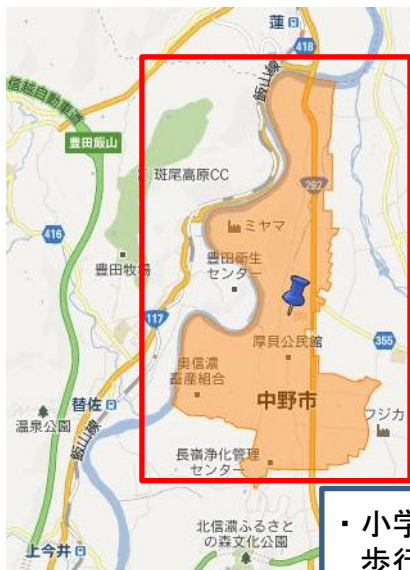 蓮
418
飯山線
信越自動車道
豊田飯山
斑尾高原CC
292
416
ミヤマ
豊田牧場
豊田衛生
センター
117
355
厚貝公民館
奥信濃
畜産組合
替佐
中野市
温泉公園
フジカ
飯山線
長嶺浄化管理
センター
北信濃ふるさと
の森文化公園
上今井
・小学
歩行